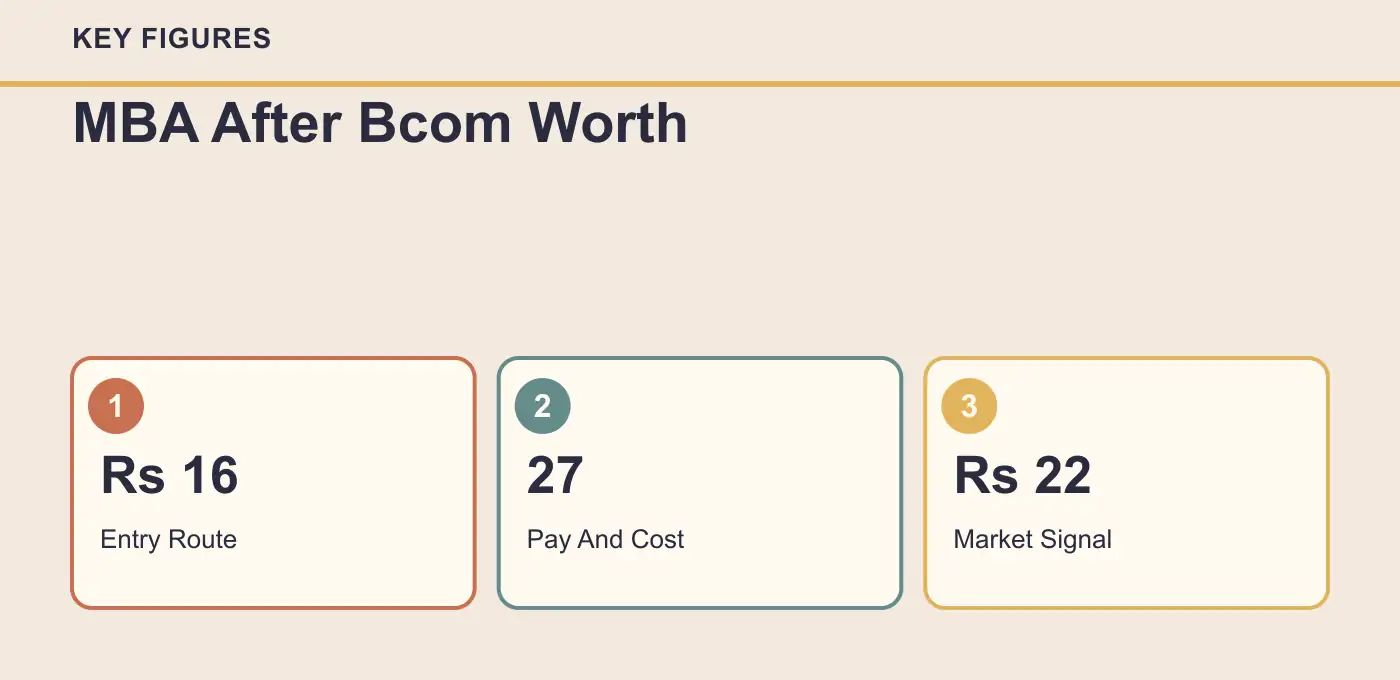 KEY FIGURES
MBA After Bcom Worth
1
Rs 16
Entry Route
2
27
Pay And Cost
3
Rs 22
Market Signal